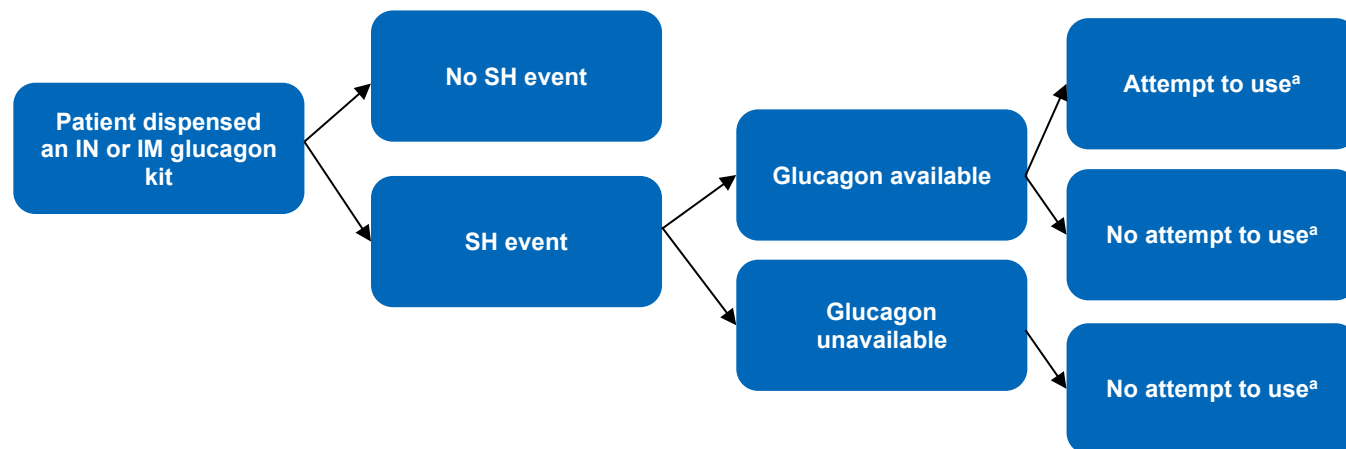 Patient dispensed
an IN or IM glucagon
kit
No SH event
SH event
Glucagon available
Glucagon
unavailable
Attempt to useᵃ
No attempt to useᵃ
No attempt to useᵃ